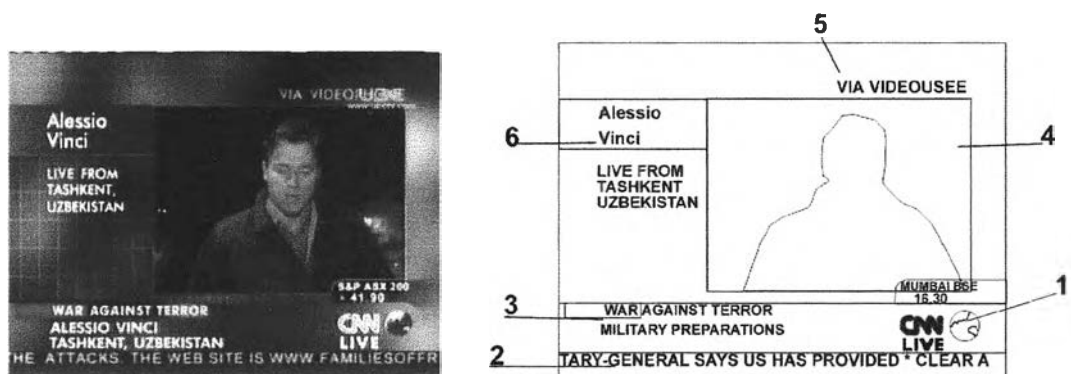 VIA VIDEOPHONE
Alessio
Vinci
LIVE FROM
TASHKENT,
UZBEKISTAN
S&P ASX 200
+ 41.90
WAR AGAINST TERROR
ALESSIO VINCI
TASHKENT, UZBEKISTAN
CNN
LIVE
HE ATTACKS. THE WEB SITE IS WWW.FAMILIESOFFR
5
VIA VIDEOUSEE
Alessio
6
Vinci
4
LIVE FROM
TASHKENT
UZBEKISTAN
MUMBAI BSE
16.30
1
3
WAR AGAINST TERROR
MILITARY PREPARATIONS
CNN
LIVE
2
TARY-GENERAL SAYS US HAS PROVIDED * CLEAR A